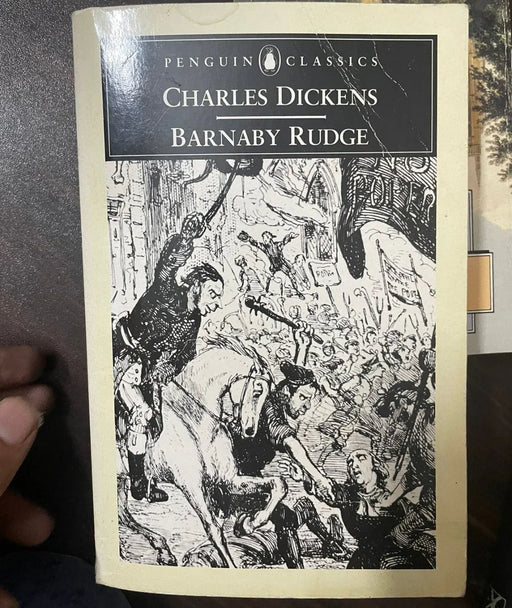 PENGUIN CLASSICS
CHARLES DICKENS
BARNABY RUDGE